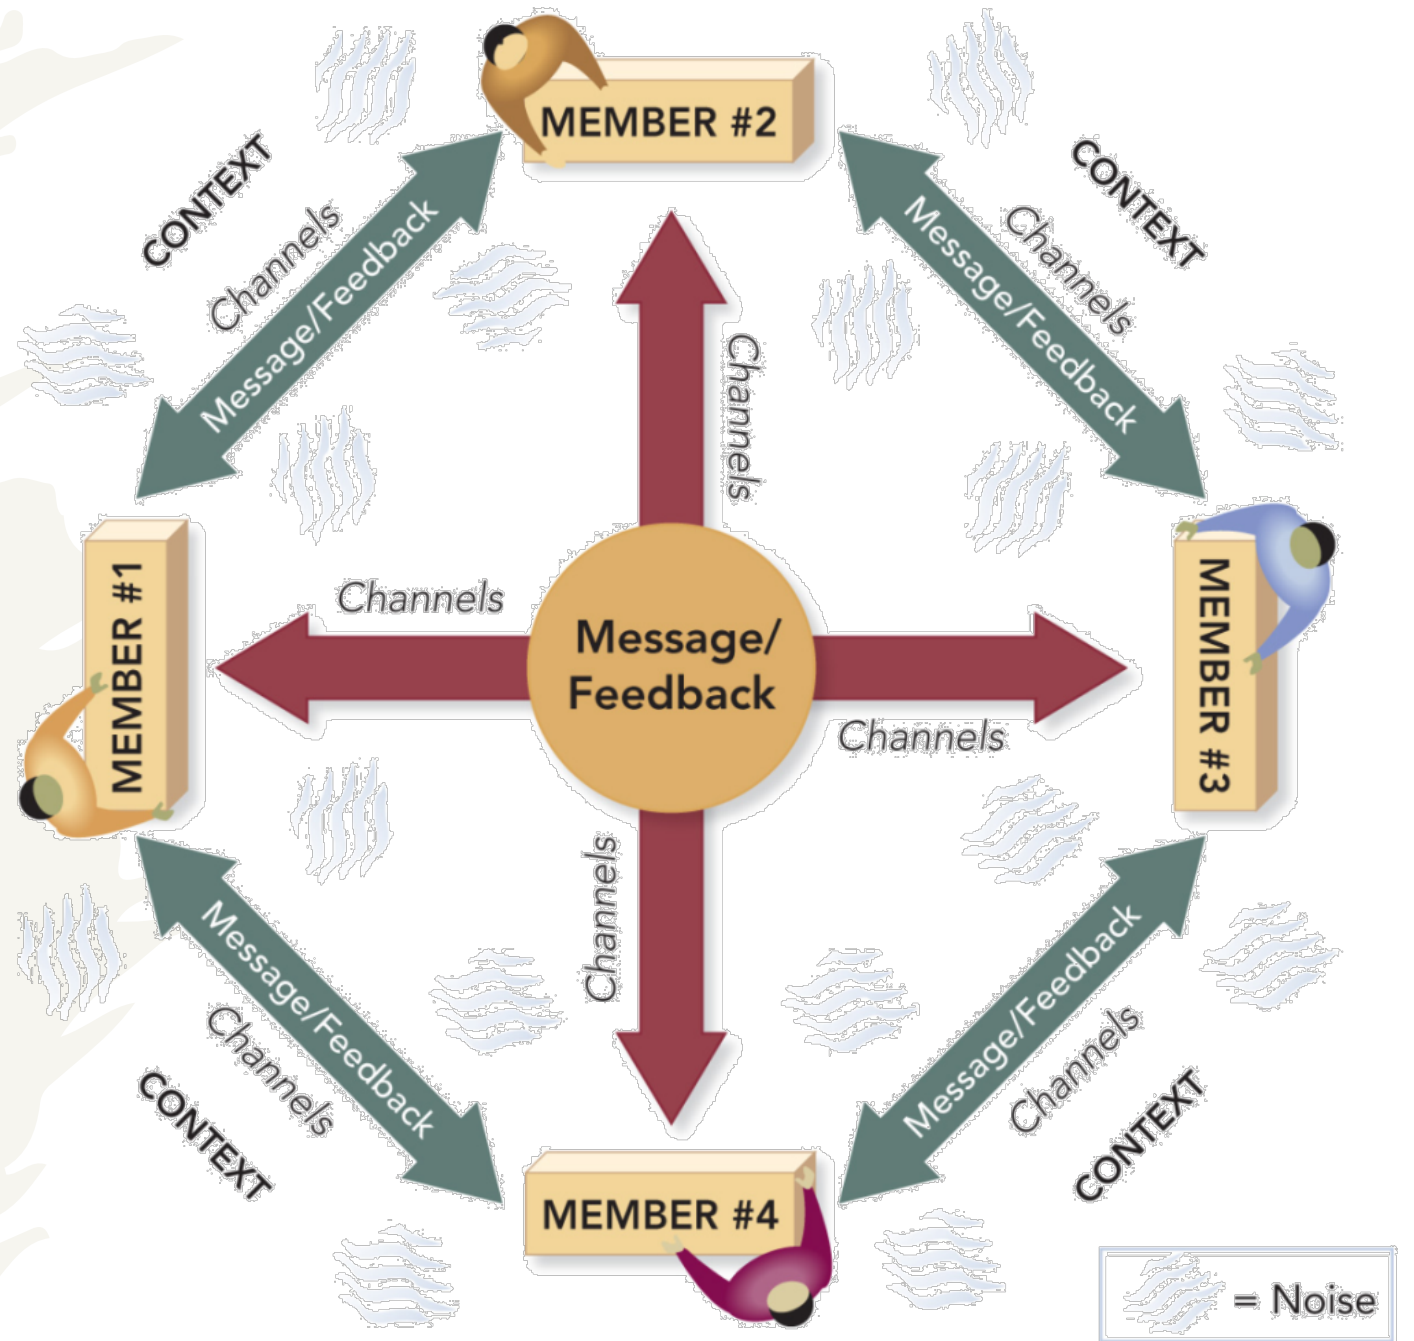 MEMBER #2
CONTEXT
Channels
Message/Feedback
CONTEXT
Channels
Message/Feedback
Channels
MEMBER #1
Channels
Message/
Feedback
Channels
MEMBER #3
Channels
Message/Feedback
Channels
CONTEXT
Message/Feedback
Channels
CONTEXT
MEMBER #4
= Noise